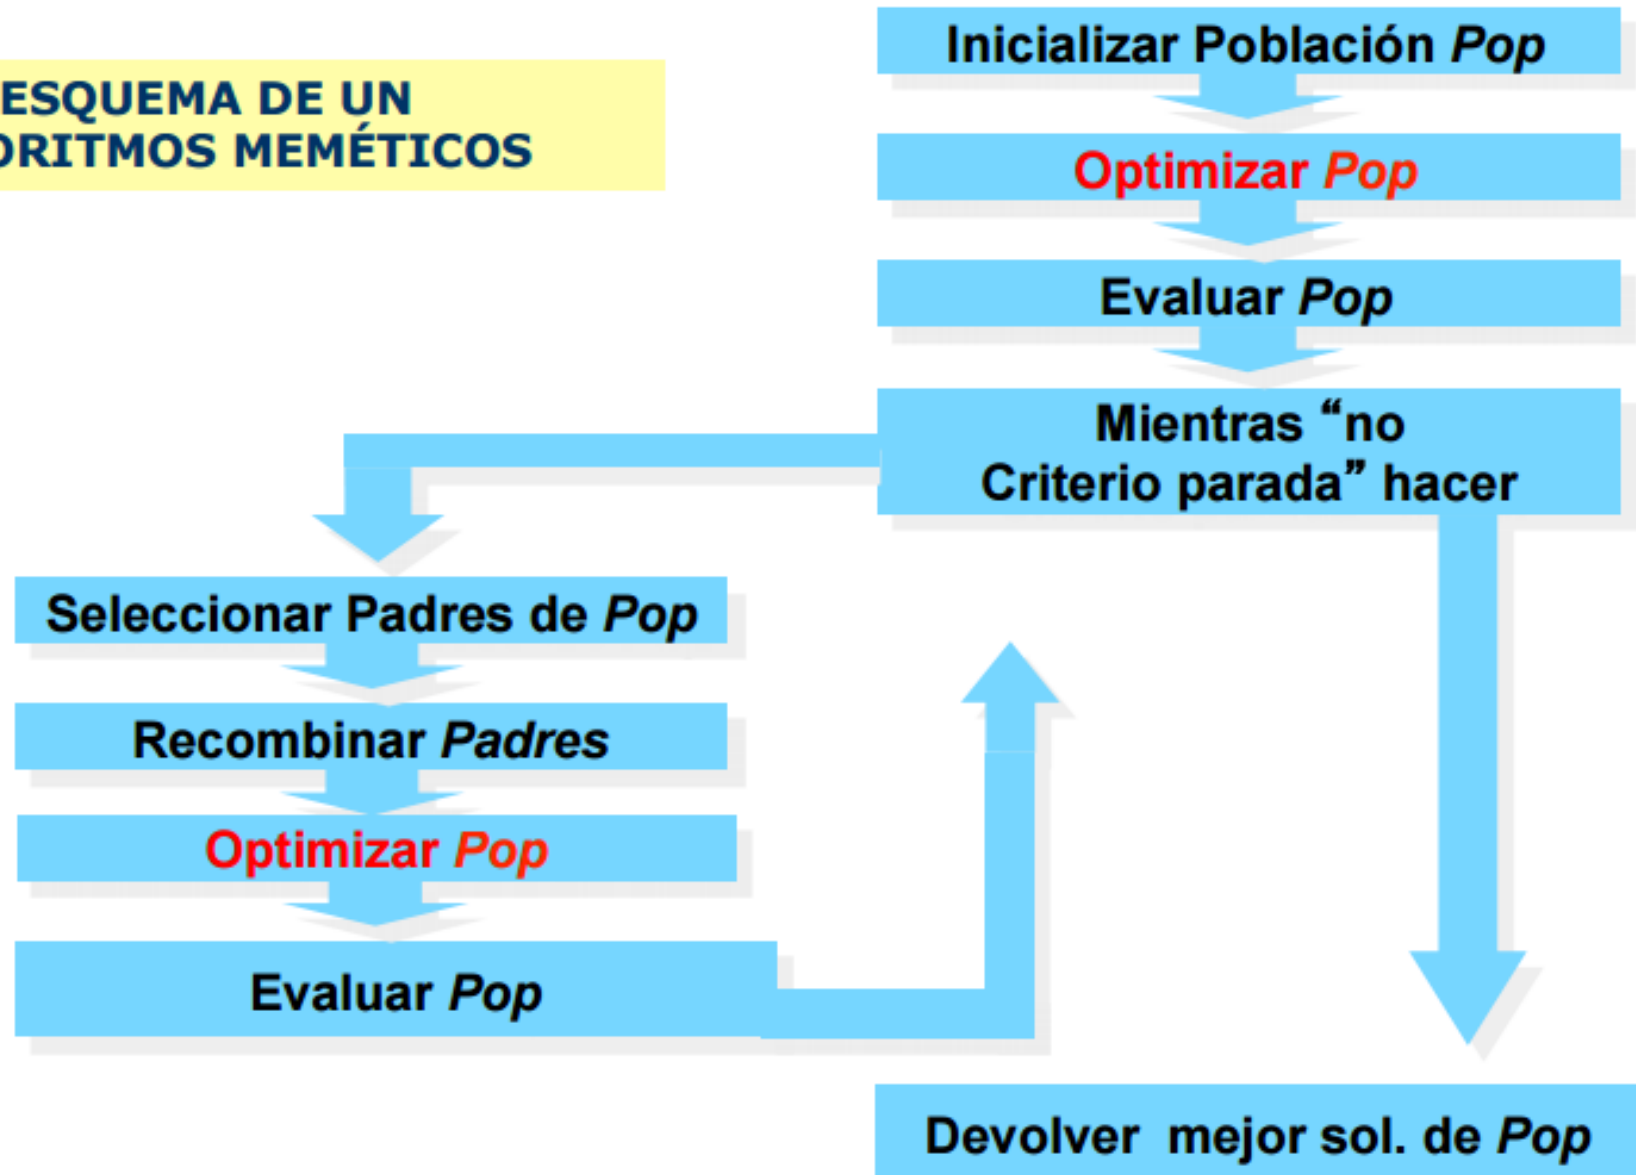 ESQUEMA DE UN
ORITMOS MEMÉTICOS
Inicializar Población Pop
Optimizar Pop
Evaluar Pop
Mientras “no
Criterio parada” hacer
Seleccionar Padres de Pop
Recombinar Padres
Optimizar Pop
Evaluar Pop
Devolver mejor sol. de Pop